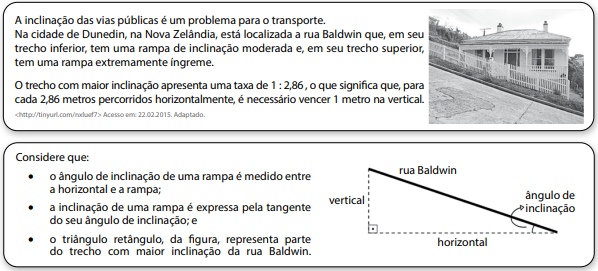 A inclinação das vias públicas é um problema para o transporte.
Na cidade de Dunedin, na Nova Zelândia, está localizada a rua Baldwin que, em seu
trecho inferior, tem uma rampa de inclinação moderada e, em seu trecho superior,
tem uma rampa extremamente íngreme.
O trecho com maior inclinação apresenta uma taxa de 1 : 2,86 , o que significa que, para
cada 2,86 metros percorridos horizontalmente, é necessário vencer 1 metro na vertical.
<http://tinyurl.com/nxluef7> Acesso em: 22.02.2015. Adaptado.
Considere que:
• o ângulo de inclinação de uma rampa é medido entre
a horizontal e a rampa;
• a inclinação de uma rampa é expressa pela tangente
do seu ângulo de inclinação; e
• o triângulo retângulo, da figura, representa parte
do trecho com maior inclinação da rua Baldwin.
rua Baldwin
vertical
ângulo de
inclinação
horizontal